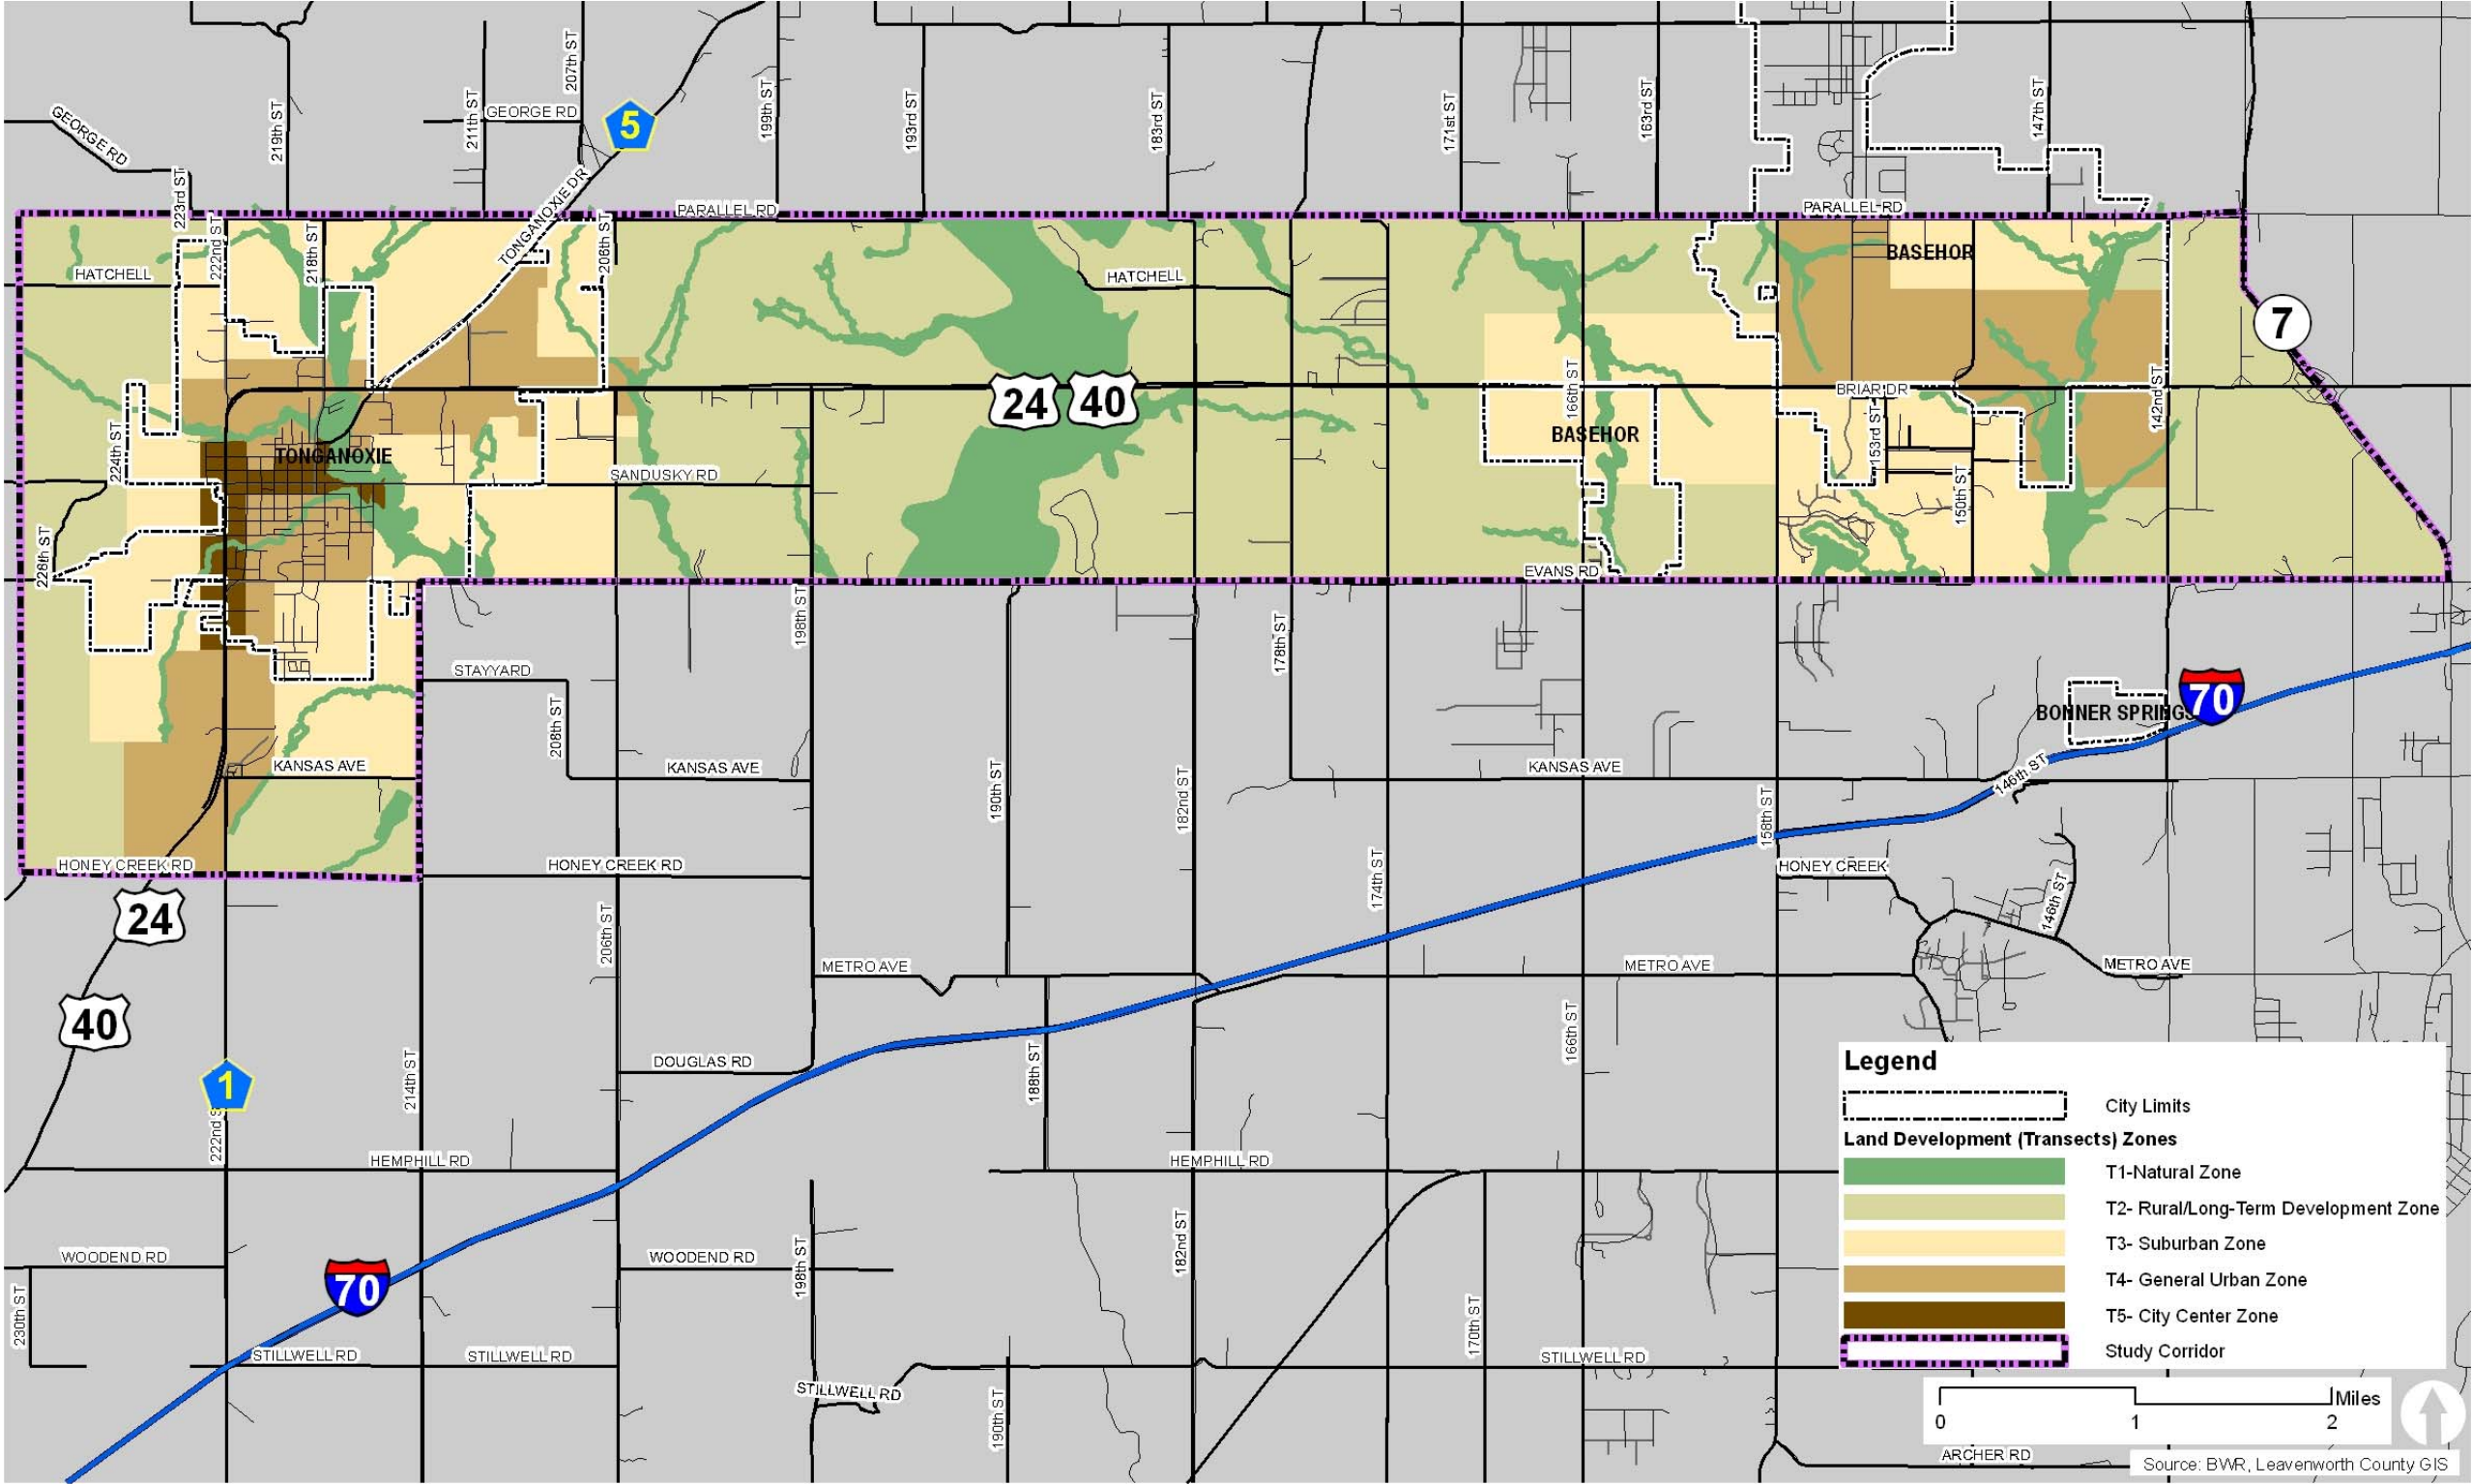 207th ST
219th ST
211th ST
GEORGE RD
5
199th ST
193rd ST
183rd ST
171st ST
163rd ST
147th ST
GEORGE RD
223rd ST
TONGANOXIE DR
PARALLEL RD
PARALLEL RD
222nd ST
218th ST
206th ST
HATCHELL
HATCHELL
BASEHOR
7
24
40
166th ST
BRIAR DR
142nd ST
224th ST
TONGANOXIE
BASEHOR
153rd ST
SANDUSKY RD
150th ST
228th ST
EVANS RD
198th ST
178th ST
STAYYARD
208th ST
BONNER SPRINGS
70
KANSAS AVE
KANSAS AVE
KANSAS AVE
146th ST
190th ST
182nd ST
158th ST
HONEY CREEK RD
HONEY CREEK RD
174th ST
HONEY CREEK
146th ST
24
206th ST
METRO AVE
METRO AVE
METRO AVE
40
166th ST
DOUGLAS RD
188th ST
214th ST
1
222nd S
HEMPHILL RD
HEMPHILL RD
WOODEND RD
WOODEND RD
198th ST
182nd ST
70
230th ST
170th ST
STILLWELL RD
STILLWELL RD
STILLWELL RD
STILLWELL RD
190th ST
ARCHER RD
Legend
City Limits
Land Development (Transects) Zones
T1-Natural Zone
T2- Rural/Long-Term Development Zone
T3- Suburban Zone
T4- General Urban Zone
T5- City Center Zone
Study Corridor
Miles
0 1 2
Source: BWR, Leavenworth County GIS